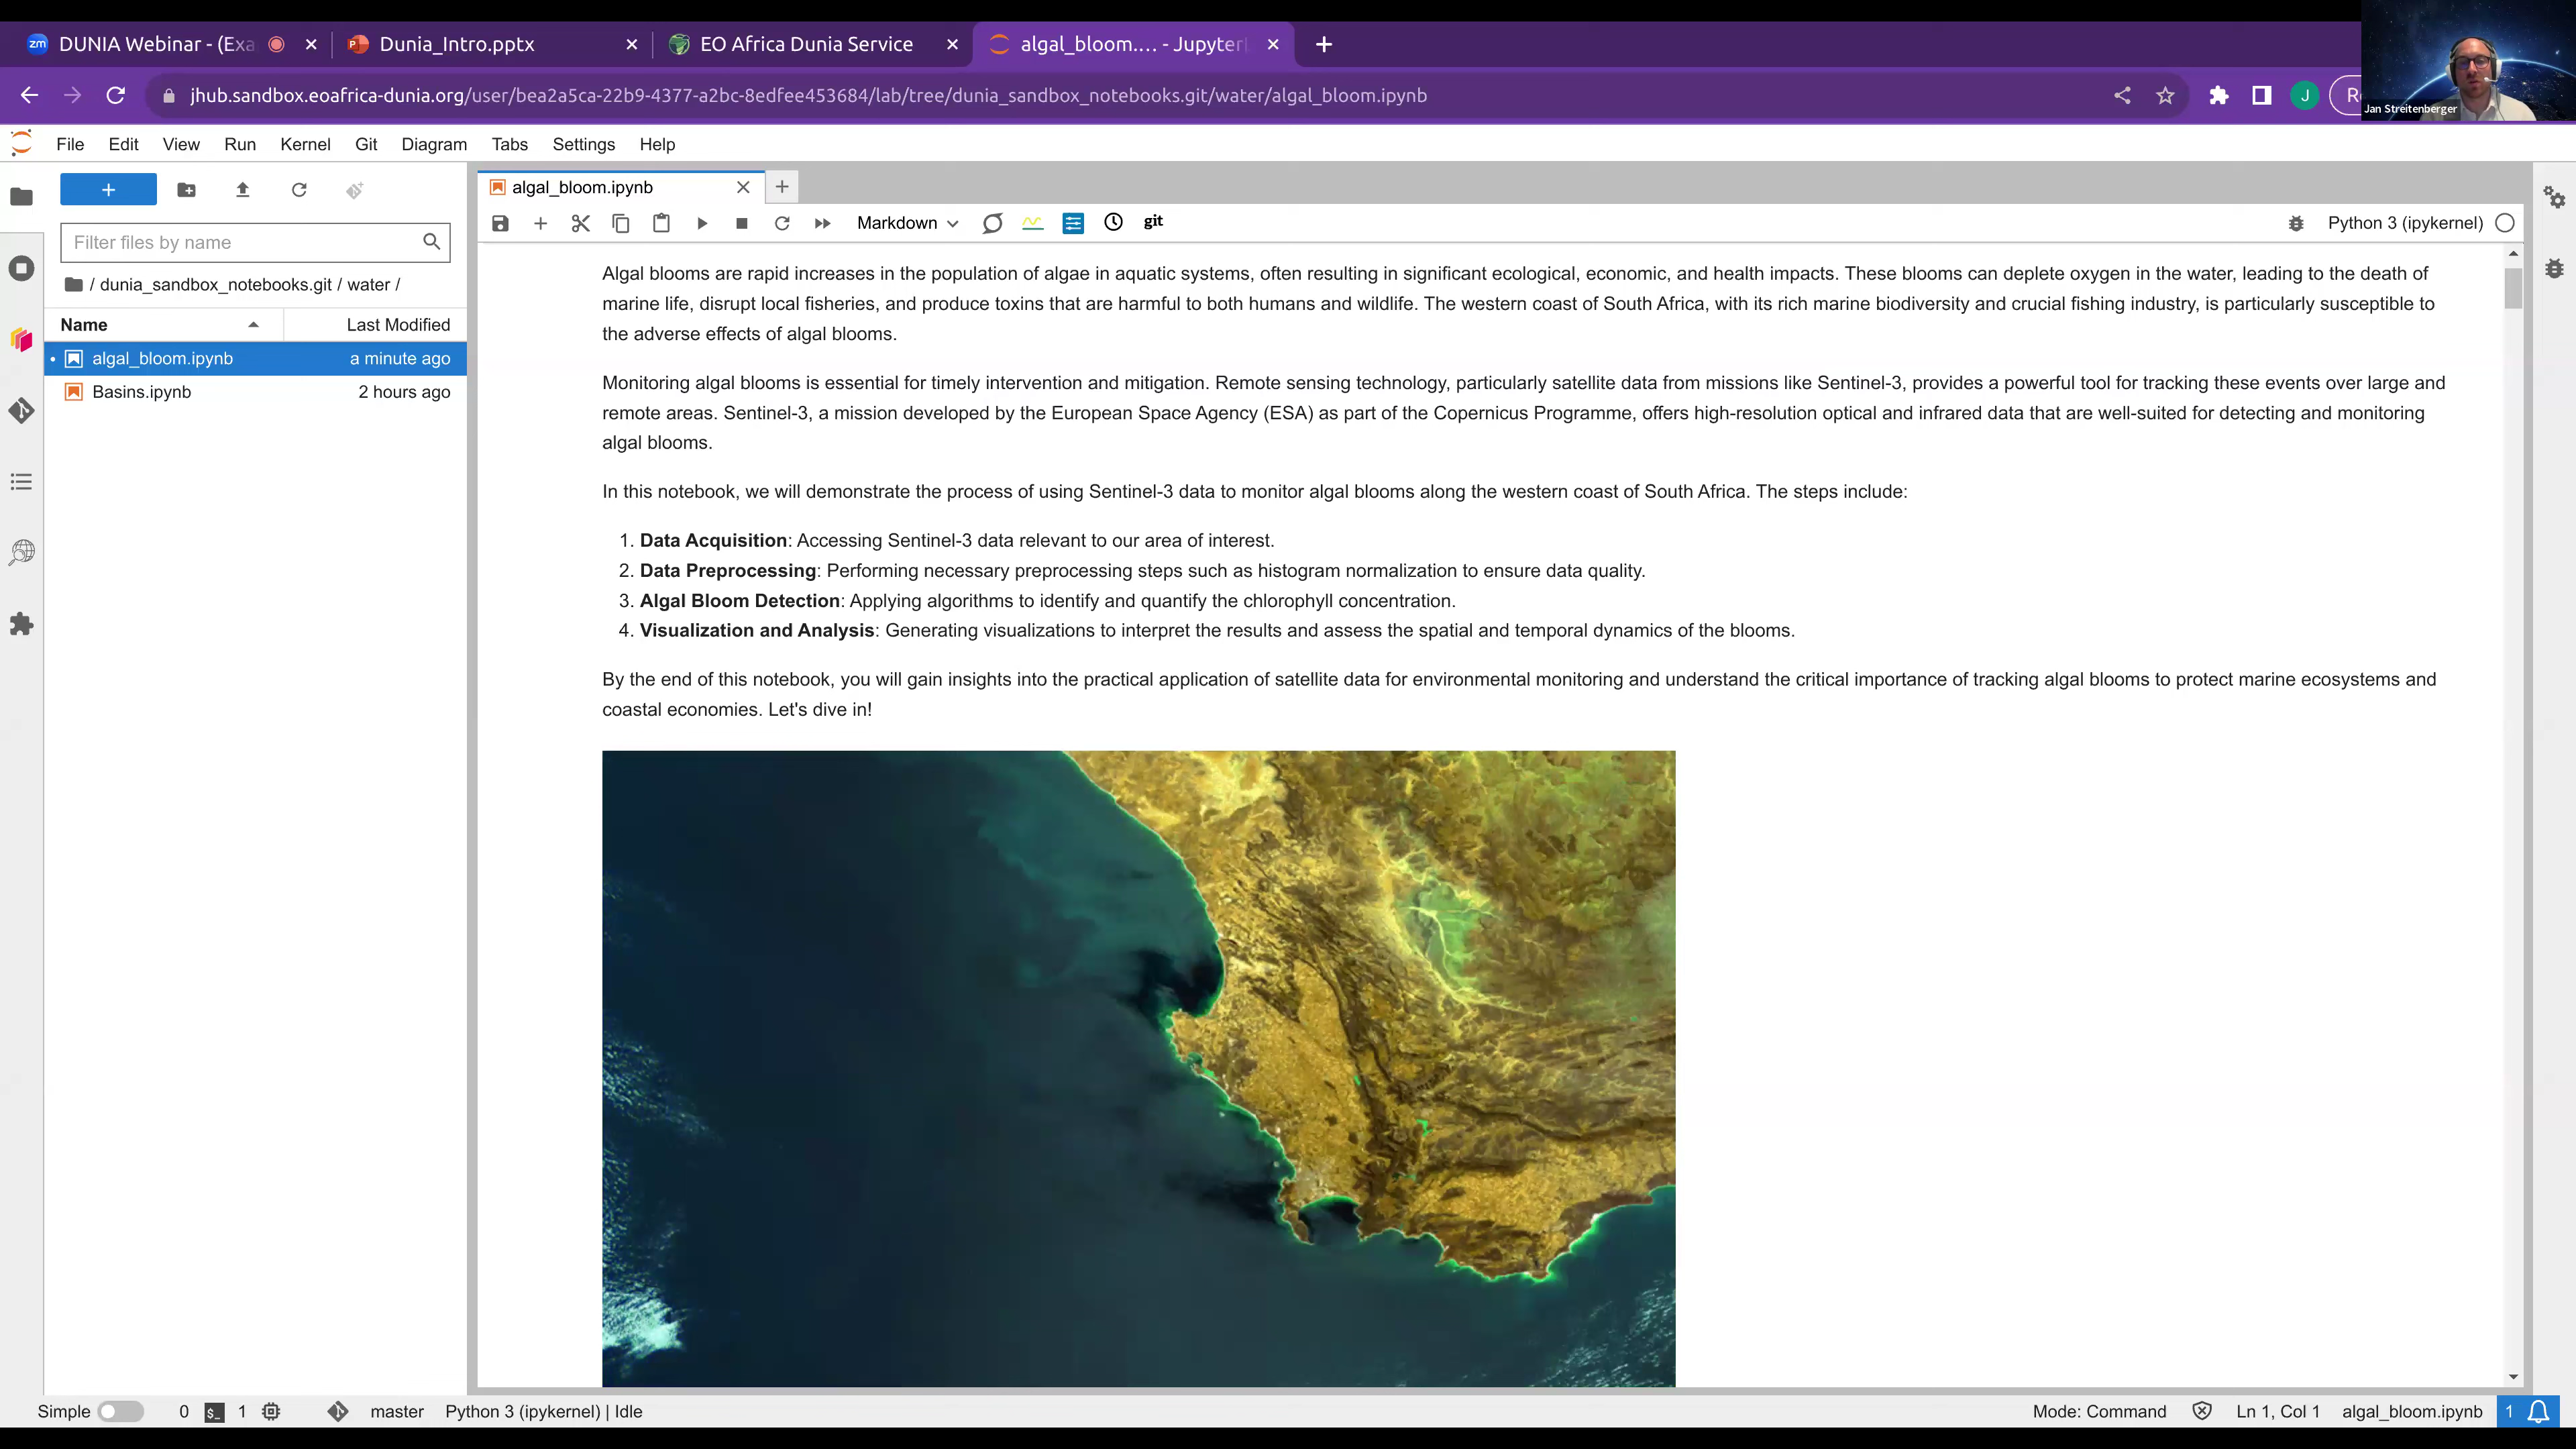 zm DUNIA Webinar - (Exa
Dunia_Intro.pptx
EO Africa Dunia Service
algal_bloom.… - Jupyter
jhub.sandbox.eoafrica-dunia.org/user/bea2a5ca-22b9-4377-a2bc-8edfee453684/lab/tree/dunia_sandbox_notebooks.git/water/algal_bloom.ipynb
J
Jan Streitenberger
File Edit View Run Kernel Git Diagram Tabs Settings Help
algal_bloom.ipynb
Markdown
git
Python 3 (ipykernel)
Filter files by name
/ dunia_sandbox_notebooks.git / water /
Name Last Modified
algal_bloom.ipynb a minute ago
Basins.ipynb 2 hours ago
Algal blooms are rapid increases in the population of algae in aquatic systems, often resulting in significant ecological, economic, and health impacts. These blooms can deplete oxygen in the water, leading to the death of
marine life, disrupt local fisheries, and produce toxins that are harmful to both humans and wildlife. The western coast of South Africa, with its rich marine biodiversity and crucial fishing industry, is particularly susceptible to
the adverse effects of algal blooms.
Monitoring algal blooms is essential for timely intervention and mitigation. Remote sensing technology, particularly satellite data from missions like Sentinel-3, provides a powerful tool for tracking these events over large and
remote areas. Sentinel-3, a mission developed by the European Space Agency (ESA) as part of the Copernicus Programme, offers high-resolution optical and infrared data that are well-suited for detecting and monitoring
algal blooms.
In this notebook, we will demonstrate the process of using Sentinel-3 data to monitor algal blooms along the western coast of South Africa. The steps include:
1. Data Acquisition: Accessing Sentinel-3 data relevant to our area of interest.
2. Data Preprocessing: Performing necessary preprocessing steps such as histogram normalization to ensure data quality.
3. Algal Bloom Detection: Applying algorithms to identify and quantify the chlorophyll concentration.
4. Visualization and Analysis: Generating visualizations to interpret the results and assess the spatial and temporal dynamics of the blooms.
By the end of this notebook, you will gain insights into the practical application of satellite data for environmental monitoring and understand the critical importance of tracking algal blooms to protect marine ecosystems and
coastal economies. Let's dive in!
Simple 0 $_ 1 master Python 3 (ipykernel) | Idle
Mode: Command Ln 1, Col 1 algal_bloom.ipynb 1